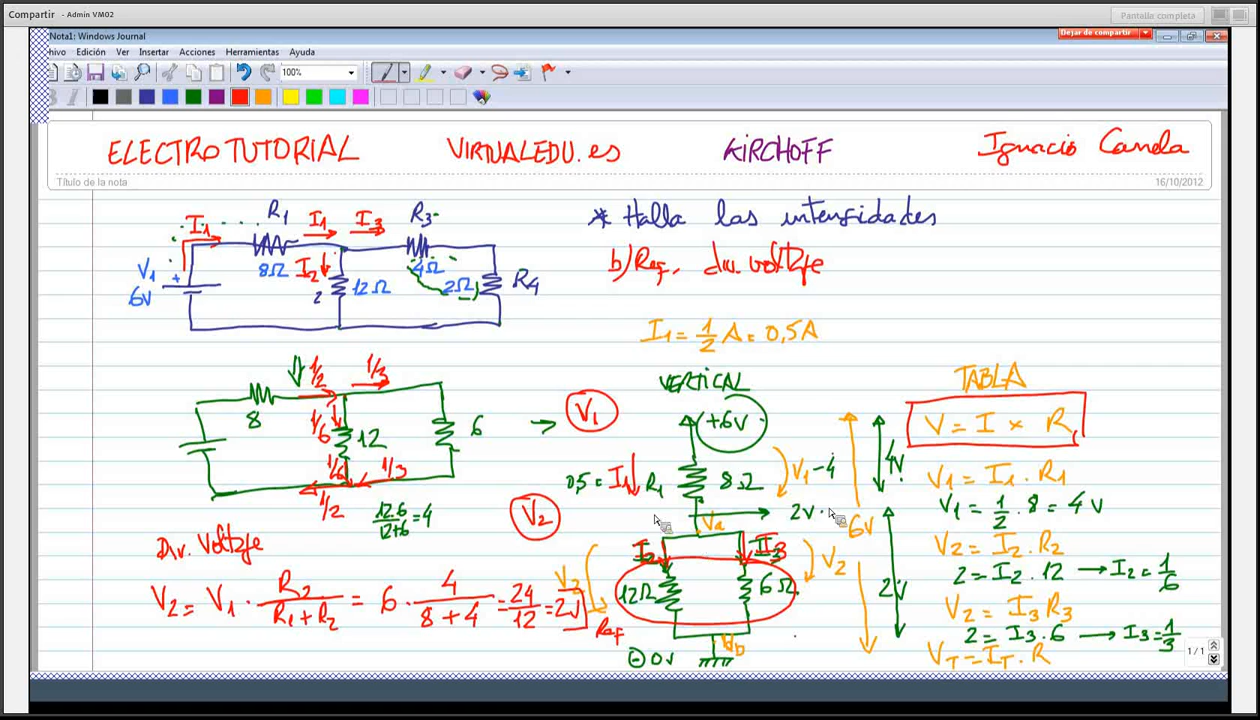 Compartir - Admin VM02
Pantalla completa
Nota1: Windows Journal
Dejar de compartir
hivo Edición Ver Insertar Acciones Herramientas Ayuda
100%
ELECTROTUTORIAL VIRTUALEDU.es KIRCHOFF Ignacio Canela
Título de la nota
16/10/2012
I1 R1 I1 I3 R3
* Halla las intensidades
V1 + 8Ω I2 4Ω
b) Ref. div. voltaje
6V 2 12Ω 2Ω R4
I1 = 1/2 A = 0,5A
1/2 1/3
VERTICAL
TABLA
8 1/6 12 6
V1
+6V
V = I x R
1/6 1/3
1/2
12.6/12+6 = 4
0,5 = I1 R1 8Ω V1 - 4 4V
V1 = I1 . R1
V1 = 1/2 . 8 = 4 V
V2
Va 2V 6V
Div. Voltaje
I2 I3 V2
V2 = I2 . R2
2 = I2 . 12 → I2 = 1/6
V2 = V1 . R2/R1+R2 = 6 . 4/8+4 = 24/12 = 2V
V2 12Ω 6Ω 2V
V2 = I3 R3
Ref
2 = I3 . 6 → I3 = 1/3
Vb
- 0V
VT = IT . R
1 / 1